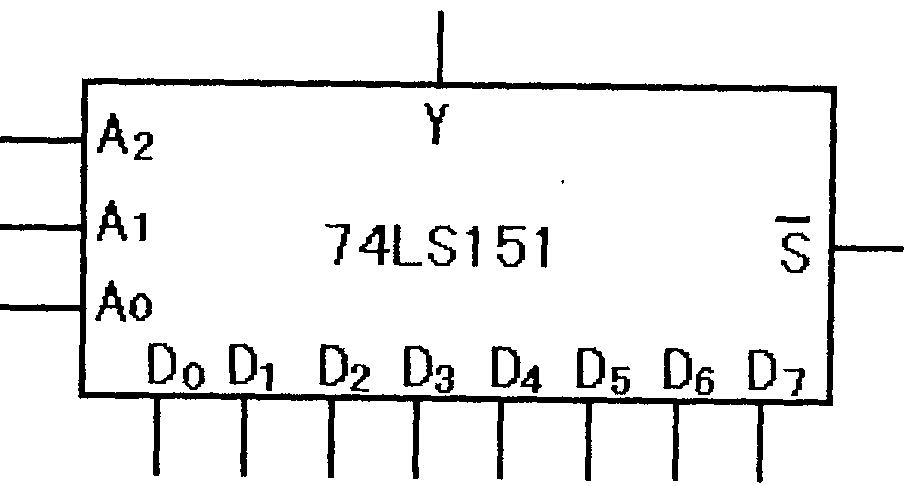 Y
A₂
A₁
74LS151
S̅
A₀
D₀ D₁ D₂ D₃ D₄ D₅ D₆ D₇